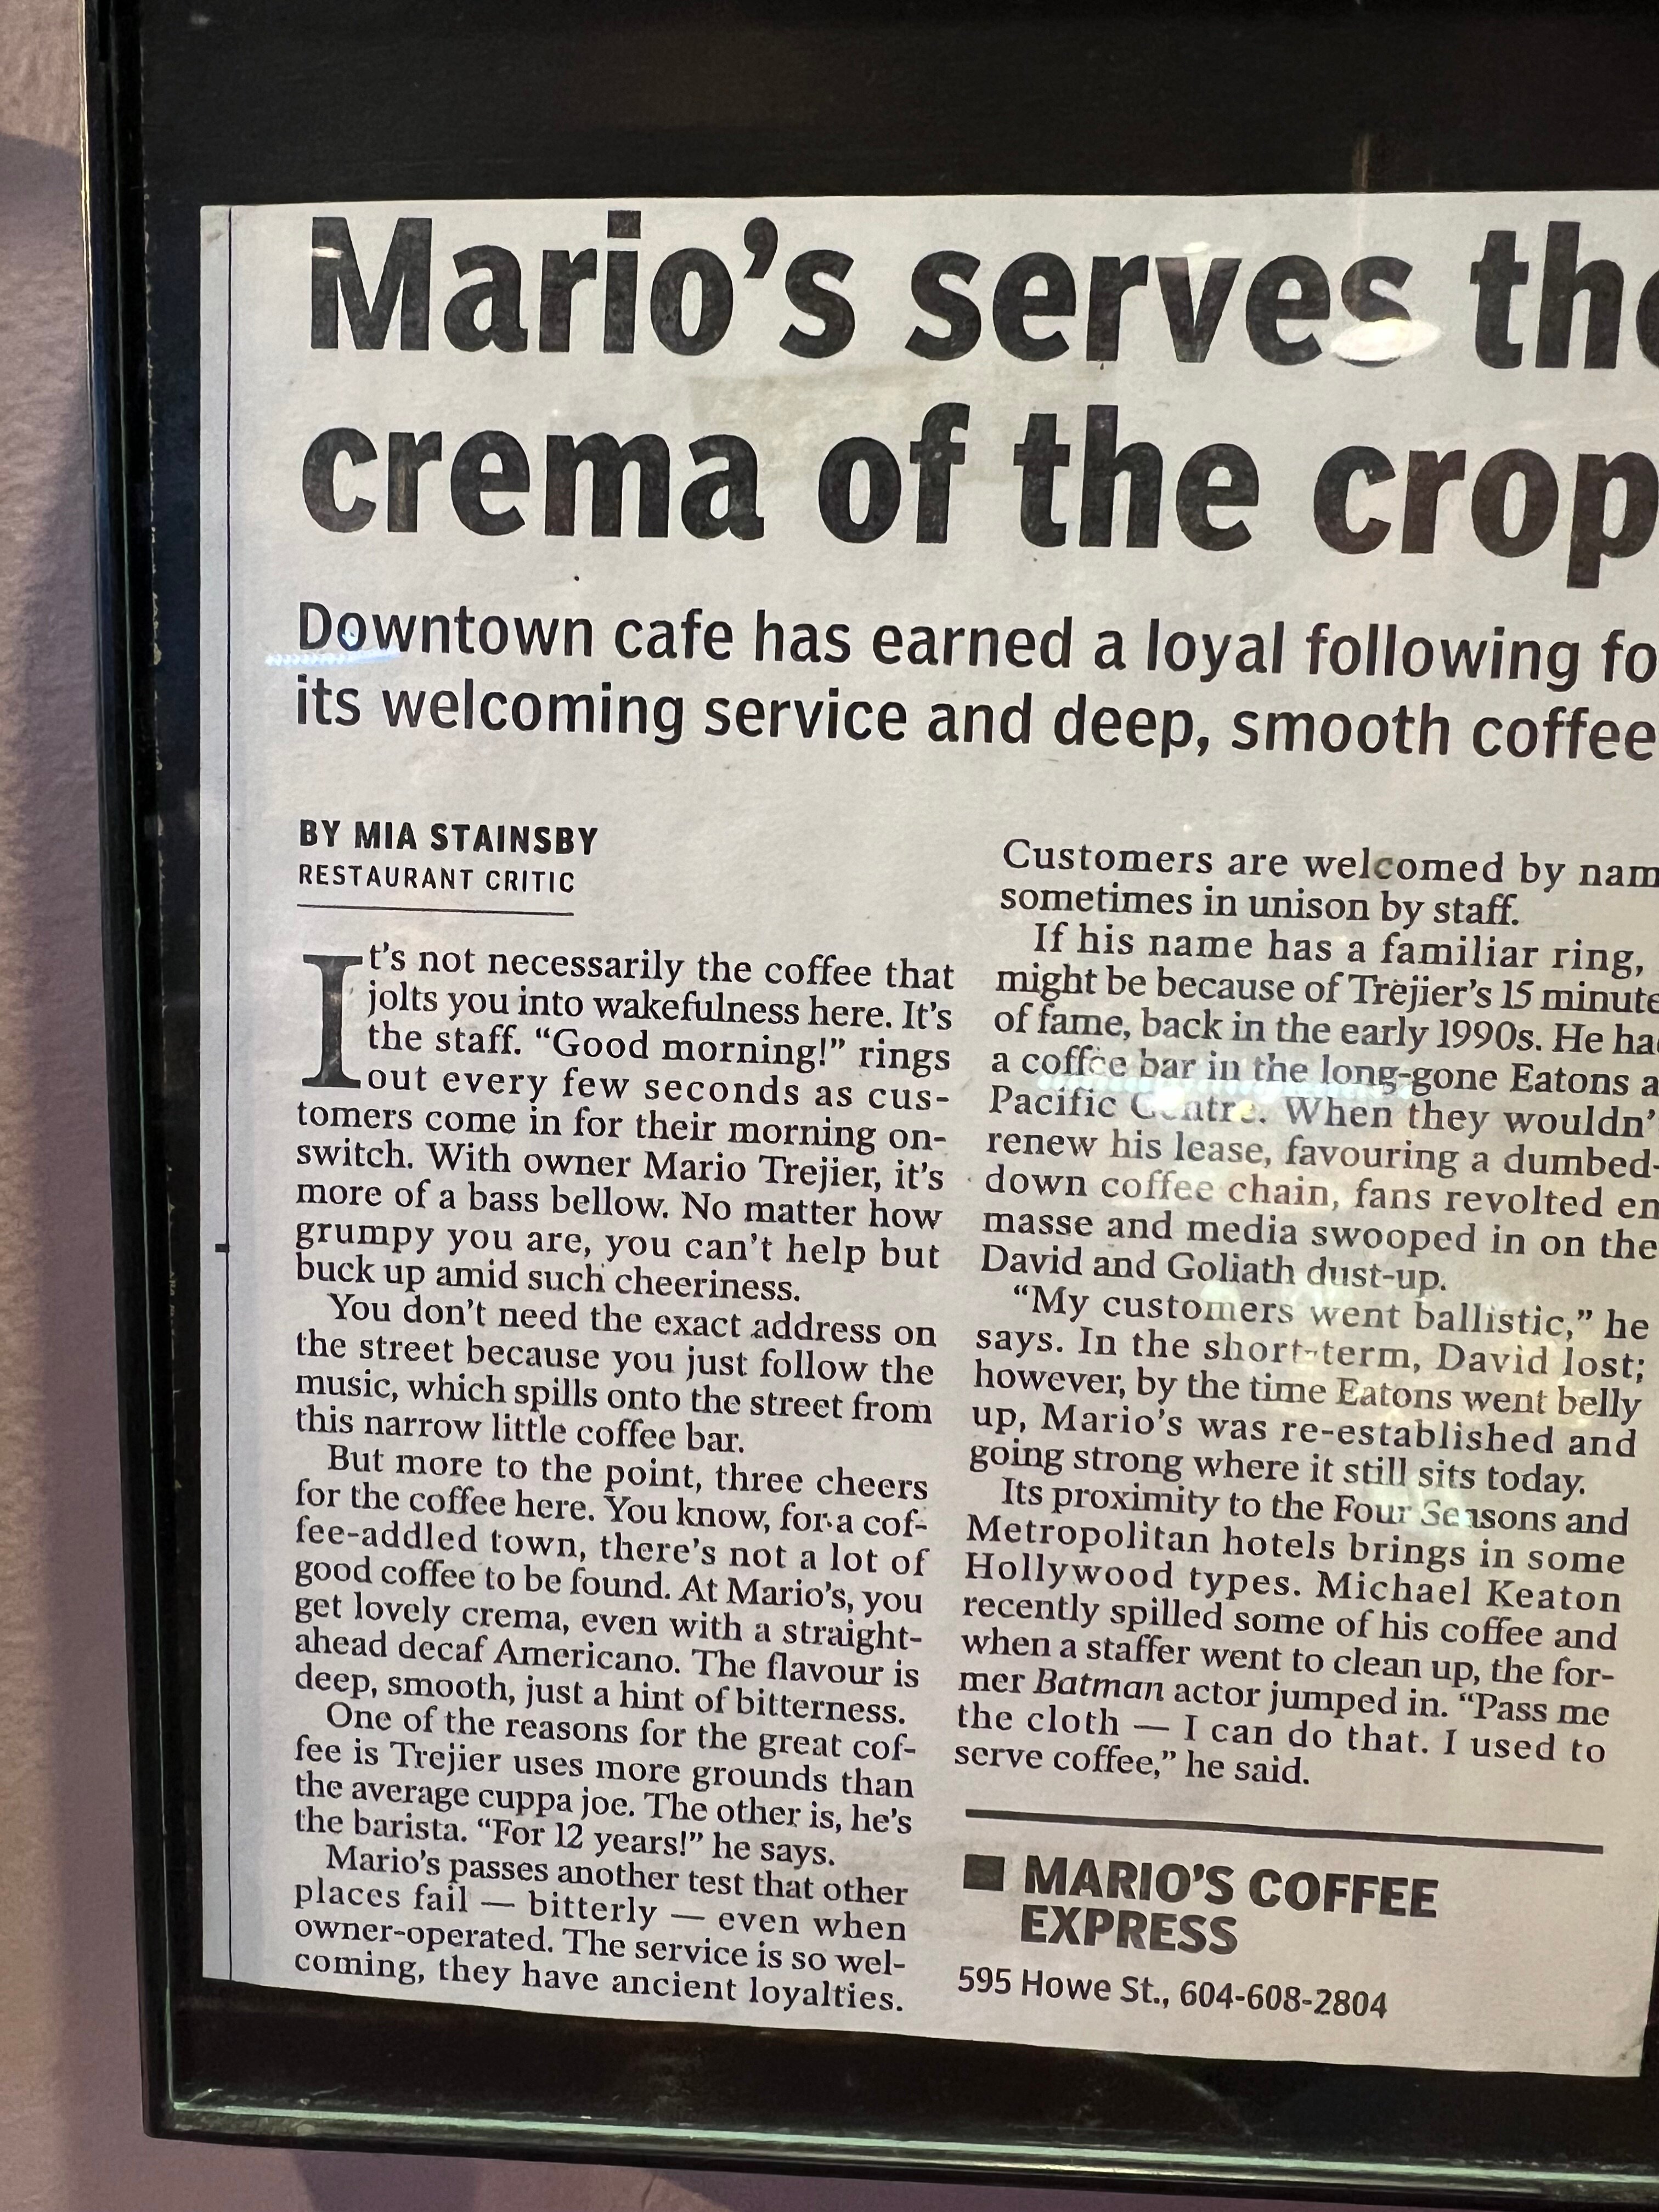 Mario's serves the
crema of the crop
Downtown cafe has earned a loyal following fo
its welcoming service and deep, smooth coffee
BY MIA STAINSBY
RESTAURANT CRITIC
It's not necessarily the coffee that
jolts you into wakefulness here. It's
the staff. “Good morning!” rings
out every few seconds as cus-
tomers come in for their morning on-
switch. With owner Mario Trejier, it's
more of a bass bellow. No matter how
grumpy you are, you can't help but
buck up amid such cheeriness.
You don't need the exact address on
the street because you just follow the
music, which spills onto the street from
this narrow little coffee bar.
But more to the point, three cheers
for the coffee here. You know, for a cof-
fee-addled town, there's not a lot of
good coffee to be found. At Mario's, you
get lovely crema, even with a straight-
ahead decaf Americano. The flavour is
deep, smooth, just a hint of bitterness.
One of the reasons for the great cof-
fee is Trejier uses more grounds than
the average cuppa joe. The other is, he's
the barista. “For 12 years!” he says.
Mario's passes another test that other
places fail — bitterly — even when
owner-operated. The service is so wel-
coming, they have ancient loyalties.
Customers are welcomed by nam
sometimes in unison by staff.
If his name has a familiar ring,
might be because of Trejier's 15 minute
of fame, back in the early 1990s. He ha
a coffee bar in the long-gone Eatons a
Pacific Centre. When they wouldn'
renew his lease, favouring a dumbed-
down coffee chain, fans revolted en
masse and media swooped in on the
David and Goliath dust-up.
“My customers went ballistic,” he
says. In the short-term, David lost;
however, by the time Eatons went belly
up, Mario's was re-established and
going strong where it still sits today.
Its proximity to the Four Seasons and
Metropolitan hotels brings in some
Hollywood types. Michael Keaton
recently spilled some of his coffee and
when a staffer went to clean up, the for-
mer Batman actor jumped in. “Pass me
the cloth — I can do that. I used to
serve coffee,” he said.
■ MARIO'S COFFEE
EXPRESS
595 Howe St., 604-608-2804